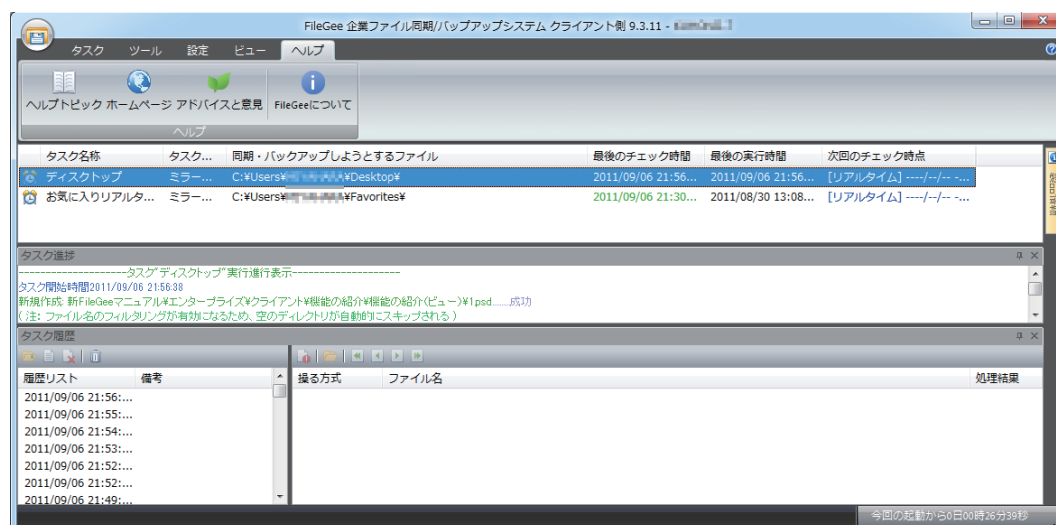 FileGee 企業ファイル同期/バップアップシステム クライアント側 9.3.11 -
タスク ツール 設定 ビュー ヘルプ
ヘルプトピック ホームページ アドバイスと意見 FileGeeについて
ヘルプ
タスク名称 タスク... 同期・バックアップしようとするファイル 最後のチェック時間 最後の実行時間 次回のチェック時点
ディスクトップ ミラー... C:¥Users¥ ¥Desktop¥ 2011/09/06 21:56... 2011/09/06 21:56... [リアルタイム] ----/--/-- -...
お気に入りリアルタ... ミラー... C:¥Users¥ ¥Favorites¥ 2011/09/06 21:30... 2011/08/30 13:08... [リアルタイム] ----/--/-- -...
タスク進捗
--------------------タスグ"ディスクトップ"実行進行表示--------------------
タスク開始時間2011/09/06 21:56:38
新規作成: 新FileGeeマニュアル¥エンタープライズ¥クライアント¥機能の紹介¥機能の紹介(ビュー)¥1.psd......成功
(注: ファイル名のフィルタリングが有効になるため、空のディレクトリが自動的にスキップされる)
タスク履歴
履歴リスト 備考 操る方式 ファイル名 処理結果
2011/09/06 21:56:...
2011/09/06 21:55:...
2011/09/06 21:54:...
2011/09/06 21:53:...
2011/09/06 21:52:...
2011/09/06 21:52:...
2011/09/06 21:49:...
今回の起動から0日00時26分39秒